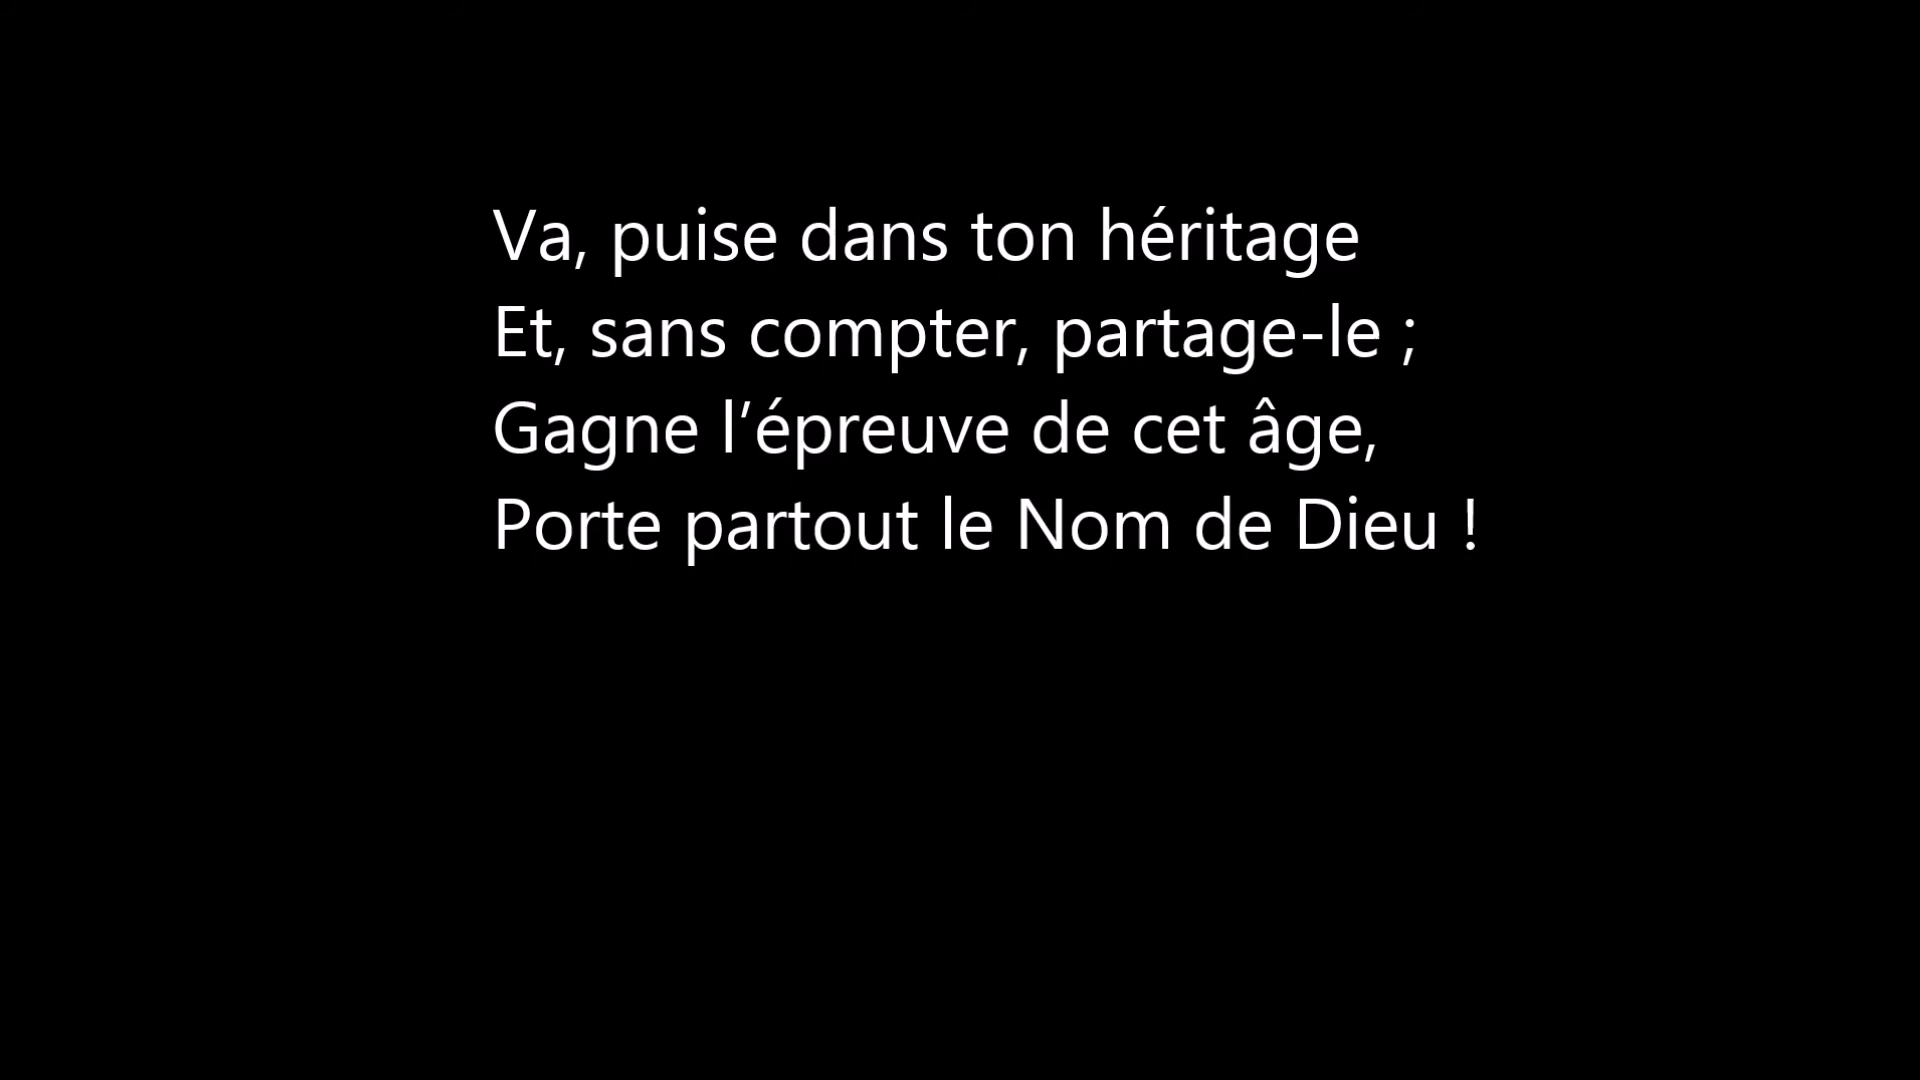 Va, puise dans ton héritage
Et, sans compter, partage-le ;
Gagne l’épreuve de cet âge,
Porte partout le Nom de Dieu !